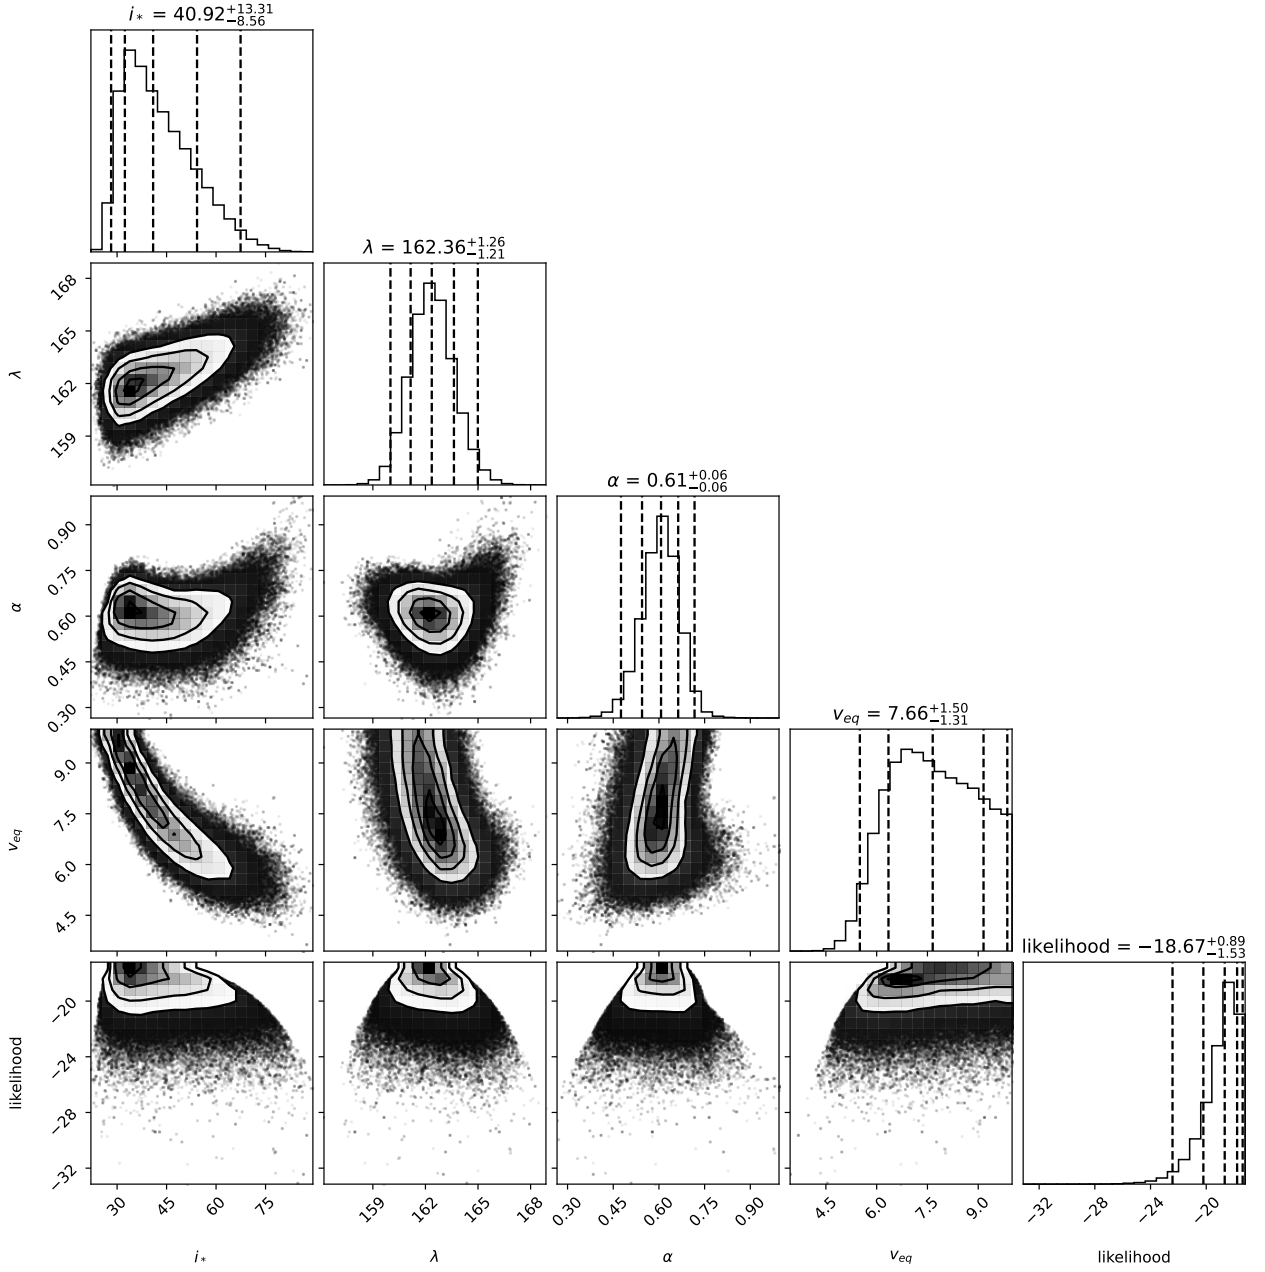 i* = 40.92+13.31−8.56
λ = 162.36+1.26−1.21
168
165
162
159
λ
α = 0.61+0.06−0.06
0.90
0.75
0.60
0.45
0.30
α
veq = 7.66+1.50−1.31
9.0
7.5
6.0
4.5
veq
likelihood = −18.67+0.89−1.53
−20
−24
−28
−32
likelihood
30 45 60 75
159 162 165 168
0.30 0.45 0.60 0.75 0.90
4.5 6.0 7.5 9.0
−32 −28 −24 −20
i* λ α veq likelihood